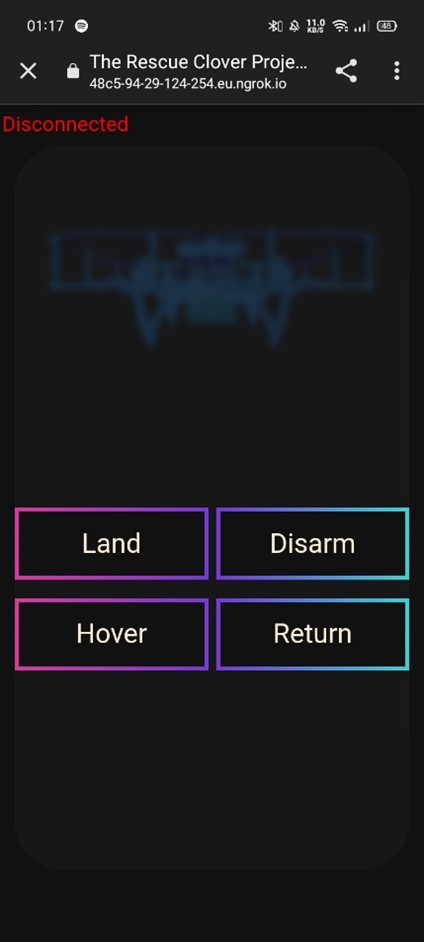 01:17 11.0 KB/S 48
The Rescue Clover Proje...
48c5-94-29-124-254.eu.ngrok.io
Disconnected
Land Disarm
Hover Return